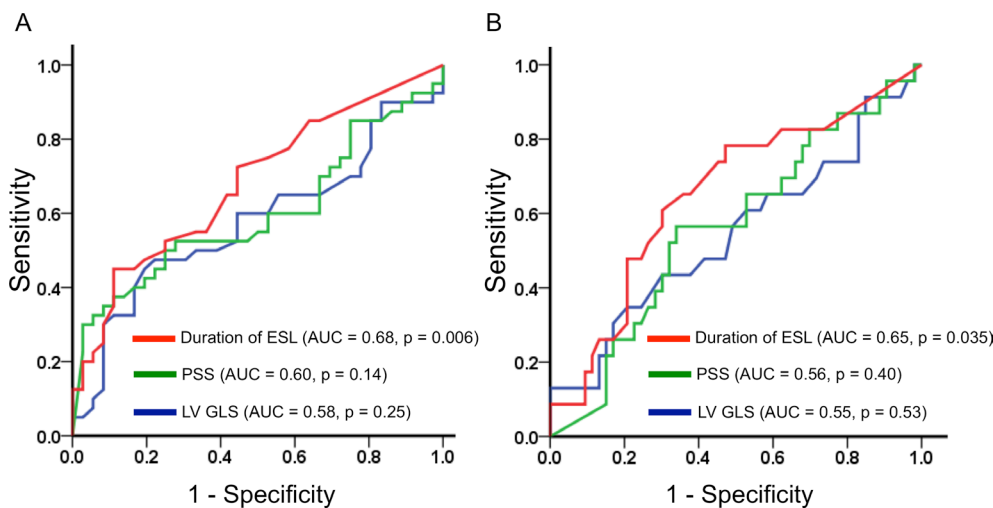 A
1.0
0.8
0.6
0.4
0.2
0.0
Sensitivity
Duration of ESL (AUC = 0.68, p = 0.006)
PSS (AUC = 0.60, p = 0.14)
LV GLS (AUC = 0.58, p = 0.25)
0.0 0.2 0.4 0.6 0.8 1.0
1 - Specificity
B
1.0
0.8
0.6
0.4
0.2
0.0
Sensitivity
Duration of ESL (AUC = 0.65, p = 0.035)
PSS (AUC = 0.56, p = 0.40)
LV GLS (AUC = 0.55, p = 0.53)
0.0 0.2 0.4 0.6 0.8 1.0
1 - Specificity